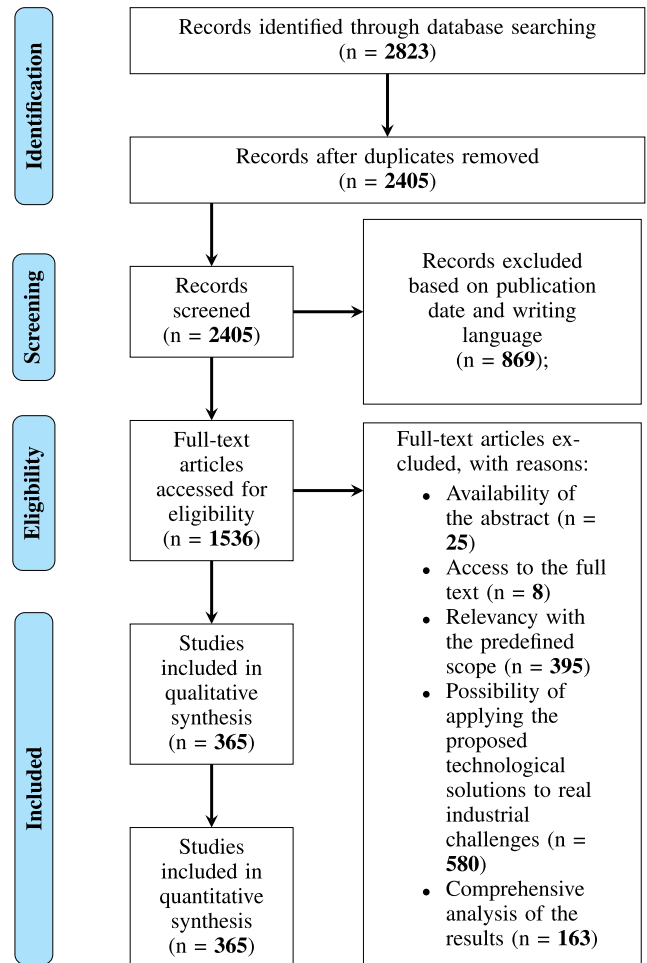 Identification
Records identified through database searching
(n = 2823)
Records after duplicates removed
(n = 2405)
Screening
Records
screened
(n = 2405)
Records excluded
based on publication
date and writing
language
(n = 869);
Eligibility
Full-text
articles
accessed for
eligibility
(n = 1536)
Full-text articles ex-
cluded, with reasons:
• Availability of
the abstract (n =
25)
• Access to the full
text (n = 8)
• Relevancy with
the predefined
scope (n = 395)
• Possibility of
applying the
proposed
technological
solutions to real
industrial
challenges (n =
580)
• Comprehensive
analysis of the
results (n = 163)
Included
Studies
included in
qualitative
synthesis
(n = 365)
Studies
included in
quantitative
synthesis
(n = 365)